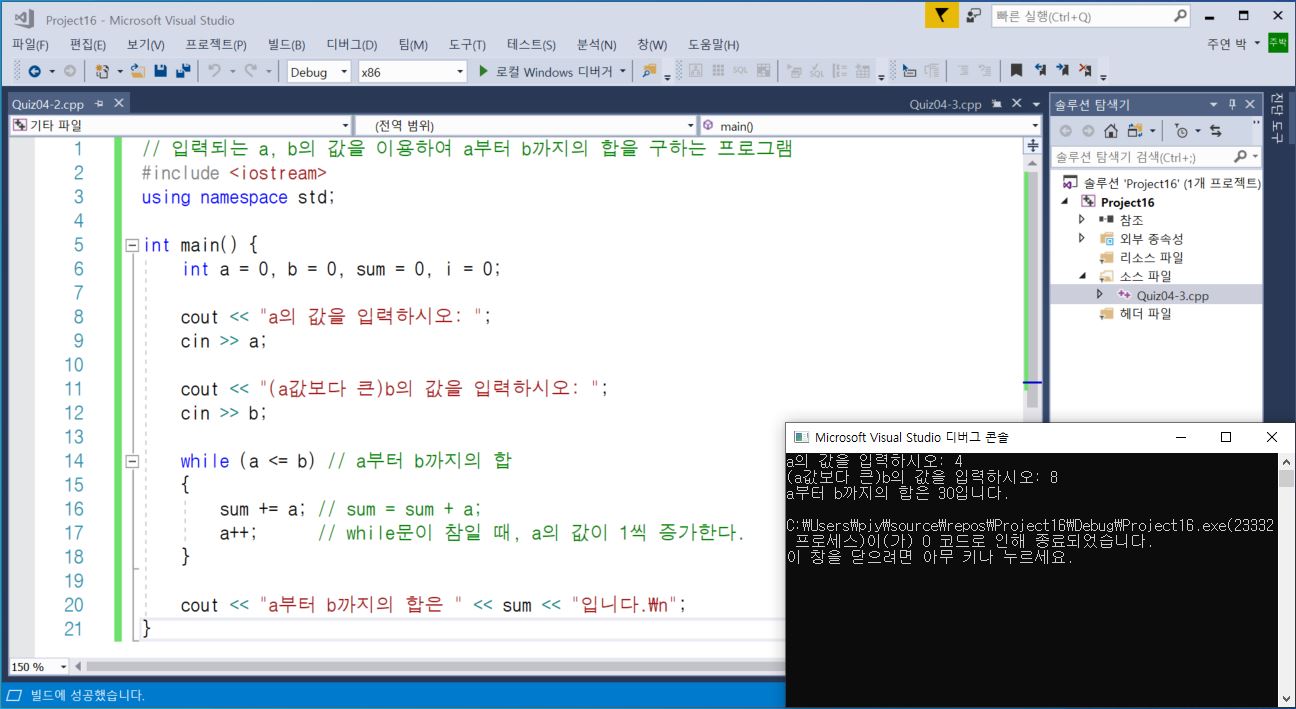 Project16 - Microsoft Visual Studio
빠른 실행(Ctrl+Q)
파일(F) 편집(E) 보기(V) 프로젝트(P) 빌드(B) 디버그(D) 팀(M) 도구(T) 테스트(S) 분석(N) 창(W) 도움말(H)
주연 박 주박
Debug x86 로컬 Windows 디버거
Quiz04-2.cpp Quiz04-3.cpp
기타 파일 (전역 범위) main()
1 // 입력되는 a, b의 값을 이용하여 a부터 b까지의 합을 구하는 프로그램
2 #include <iostream>
3 using namespace std;
4
5 int main() {
6 int a = 0, b = 0, sum = 0, i = 0;
7
8 cout << "a의 값을 입력하시오: ";
9 cin >> a;
10
11 cout << "(a값보다 큰)b의 값을 입력하시오: ";
12 cin >> b;
13
14 while (a <= b) // a부터 b까지의 합
15 {
16 sum += a; // sum = sum + a;
17 a++; // while문이 참일 때, a의 값이 1씩 증가한다.
18 }
19
20 cout << "a부터 b까지의 합은 " << sum << "입니다.₩n";
21 }
150 %
빌드에 성공했습니다.
솔루션 탐색기
솔루션 탐색기 검색(Ctrl+;)
솔루션 'Project16' (1개 프로젝트)
Project16
참조
외부 종속성
리소스 파일
소스 파일
Quiz04-3.cpp
헤더 파일
진단 도구
Microsoft Visual Studio 디버그 콘솔
a의 값을 입력하시오: 4
(a값보다 큰)b의 값을 입력하시오: 8
a부터 b까지의 합은 30입니다.
C:₩Users₩pjy₩source₩repos₩Project16₩Debug₩Project16.exe(23332
프로세스)이(가) 0 코드로 인해 종료되었습니다.
이 창을 닫으려면 아무 키나 누르세요.